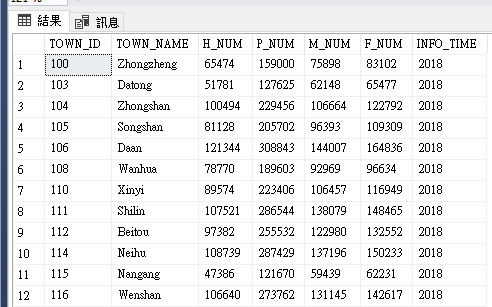 121 %
結果 訊息
TOWN_ID TOWN_NAME H_NUM P_NUM M_NUM F_NUM INFO_TIME
1 100 Zhongzheng 65474 159000 75898 83102 2018
2 103 Datong 51781 127625 62148 65477 2018
3 104 Zhongshan 100494 229456 106664 122792 2018
4 105 Songshan 81128 205702 96393 109309 2018
5 106 Daan 121344 308843 144007 164836 2018
6 108 Wanhua 78770 189603 92969 96634 2018
7 110 Xinyi 89574 223406 106457 116949 2018
8 111 Shilin 107521 286544 138079 148465 2018
9 112 Beitou 97382 255532 122980 132552 2018
10 114 Neihu 108739 287429 137196 150233 2018
11 115 Nangang 47386 121670 59439 62231 2018
12 116 Wenshan 106640 273762 131145 142617 2018